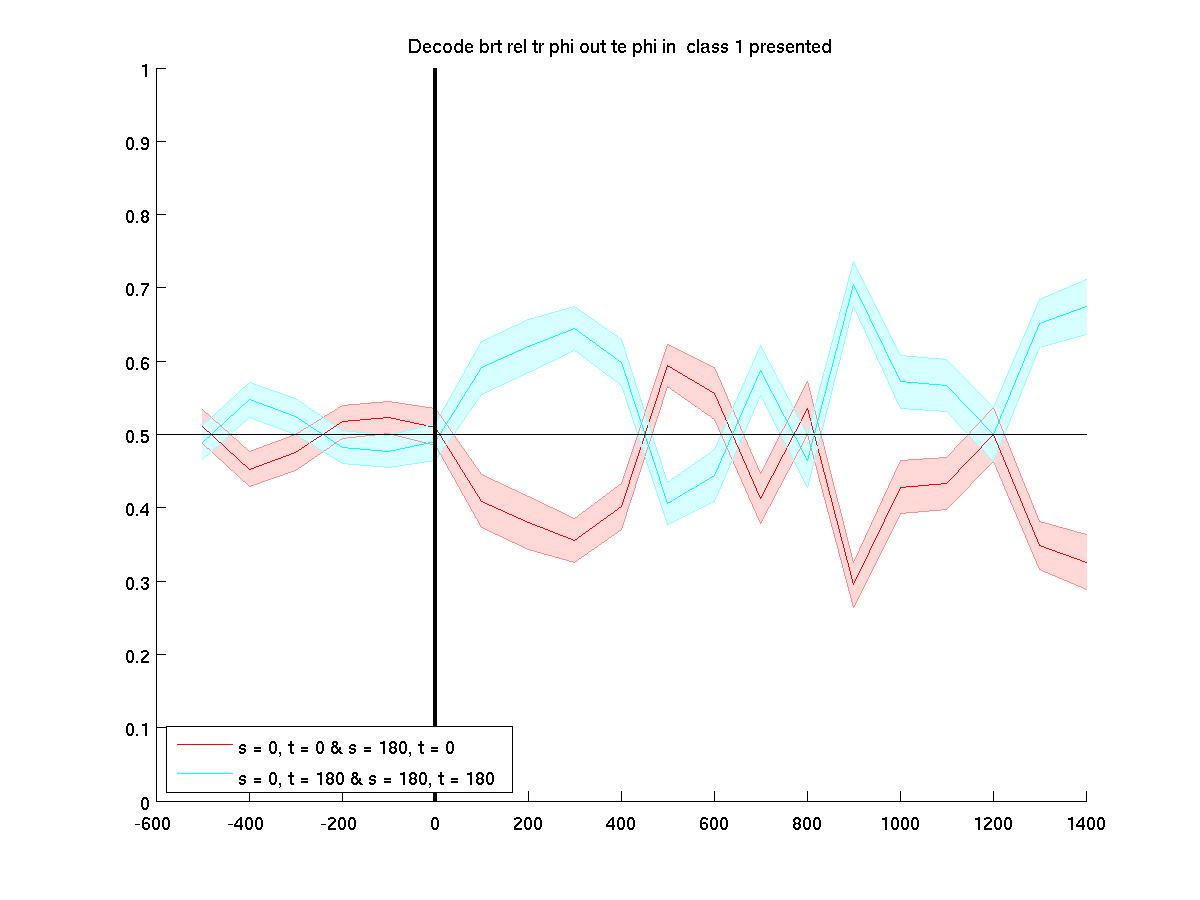 Decode brt rel tr phi out te phi in  class 1 presented
1
0.9
0.8
0.7
0.6
0.5
0.4
0.3
0.2
0.1
0
s = 0, t = 0 & s = 180, t = 0
s = 0, t = 180 & s = 180, t = 180
-600 -400 -200 0 200 400 600 800 1000 1200 1400